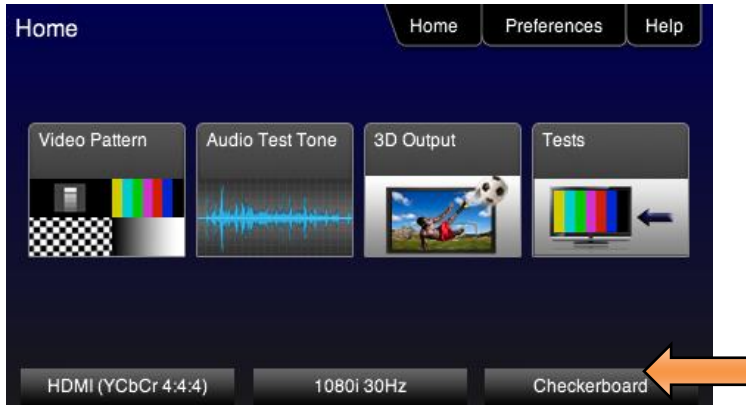 Home
Home Preferences Help
Video Pattern
Audio Test Tone
3D Output
Tests
HDMI (YCbCr 4:4:4)
1080i 30Hz
Checkerboard